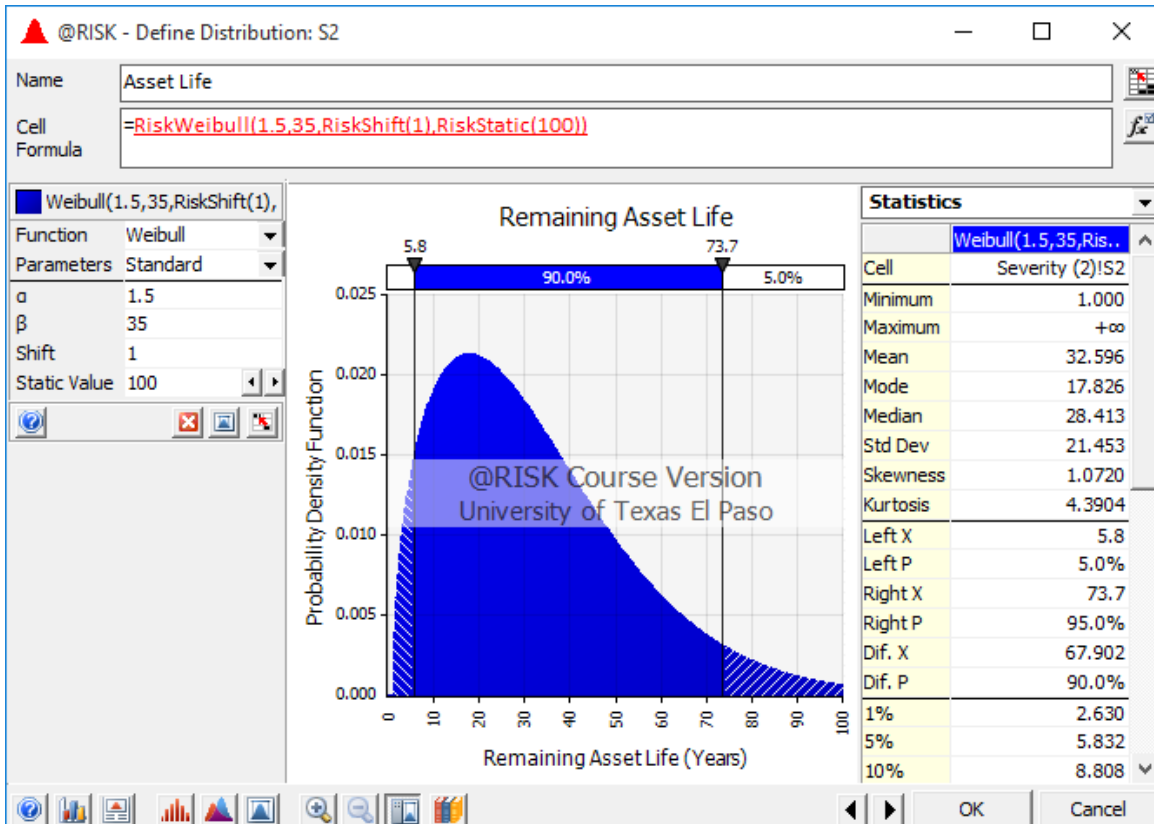 @RISK - Define Distribution: S2
Name Asset Life
Cell Formula =RiskWeibull(1.5,35,RiskShift(1),RiskStatic(100))
Weibull(1.5,35,RiskShift(1),
Function Weibull
Parameters Standard
α 1.5
β 35
Shift 1
Static Value 100
Remaining Asset Life
5.8 73.7
90.0% 5.0%
Probability Density Function
0.025
0.020
0.015
0.010
0.005
0.000
@RISK Course Version
University of Texas El Paso
0 10 20 30 40 50 60 70 80 90 100
Remaining Asset Life (Years)
Statistics
Weibull(1.5,35,Ris..
Cell Severity (2)!S2
Minimum 1.000
Maximum +∞
Mean 32.596
Mode 17.826
Median 28.413
Std Dev 21.453
Skewness 1.0720
Kurtosis 4.3904
Left X 5.8
Left P 5.0%
Right X 73.7
Right P 95.0%
Dif. X 67.902
Dif. P 90.0%
1% 2.630
5% 5.832
10% 8.808
OK Cancel